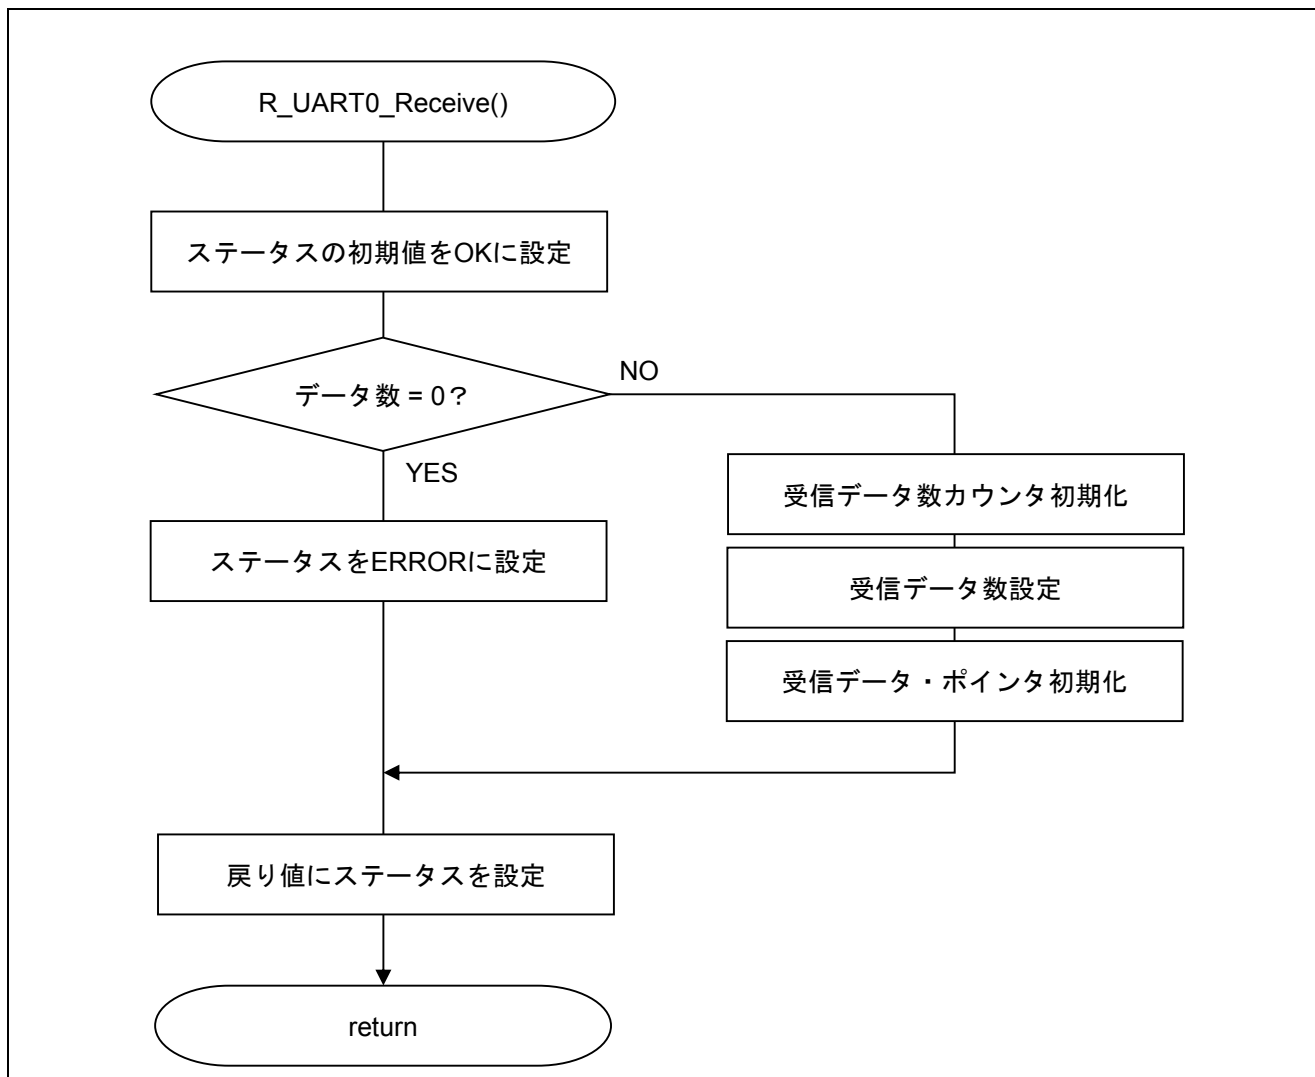 R_UART0_Receive()
ステータスの初期値をOKに設定
データ数 = 0？
NO
YES
受信データ数カウンタ初期化
ステータスをERRORに設定
受信データ数設定
受信データ・ポインタ初期化
戻り値にステータスを設定
return